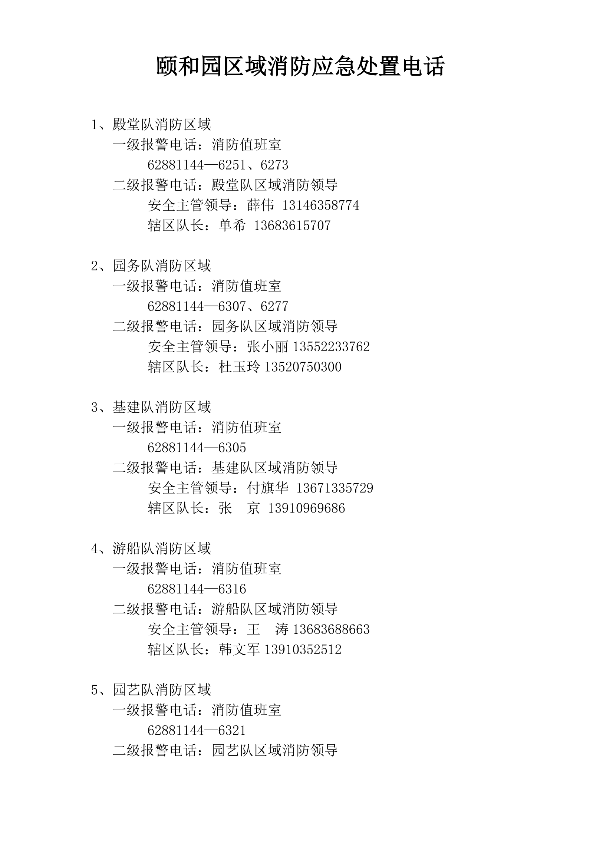 颐和园区域消防应急处置电话
1、殿堂队消防区域
一级报警电话：消防值班室
62881144—6251、6273
二级报警电话：殿堂队区域消防领导
安全主管领导：薛伟 13146358774
辖区队长：单希 13683615707
2、园务队消防区域
一级报警电话：消防值班室
62881144—6307、6277
二级报警电话：园务队区域消防领导
安全主管领导：张小丽 13552233762
辖区队长：杜玉玲 13520750300
3、基建队消防区域
一级报警电话：消防值班室
62881144—6305
二级报警电话：基建队区域消防领导
安全主管领导：付旗华 13671335729
辖区队长：张　京 13910969686
4、游船队消防区域
一级报警电话：消防值班室
62881144—6316
二级报警电话：游船队区域消防领导
安全主管领导：王　涛 13683688663
辖区队长：韩文军 13910352512
5、园艺队消防区域
一级报警电话：消防值班室
62881144—6321
二级报警电话：园艺队区域消防领导